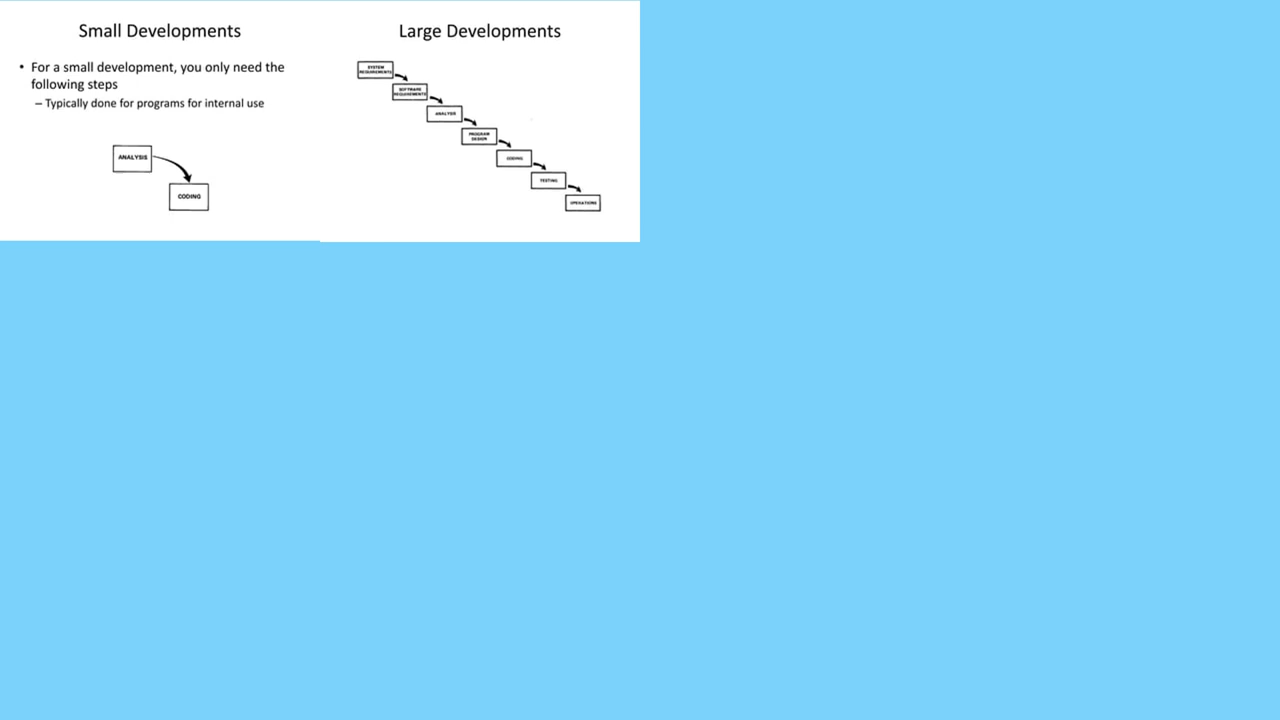 Small Developments
• For a small development, you only need the
following steps
– Typically done for programs for internal use
ANALYSIS
CODING
Large Developments
SYSTEM
REQUIREMENTS
SOFTWARE
REQUIREMENTS
ANALYSIS
PROGRAM
DESIGN
CODING
TESTING
OPERATIONS